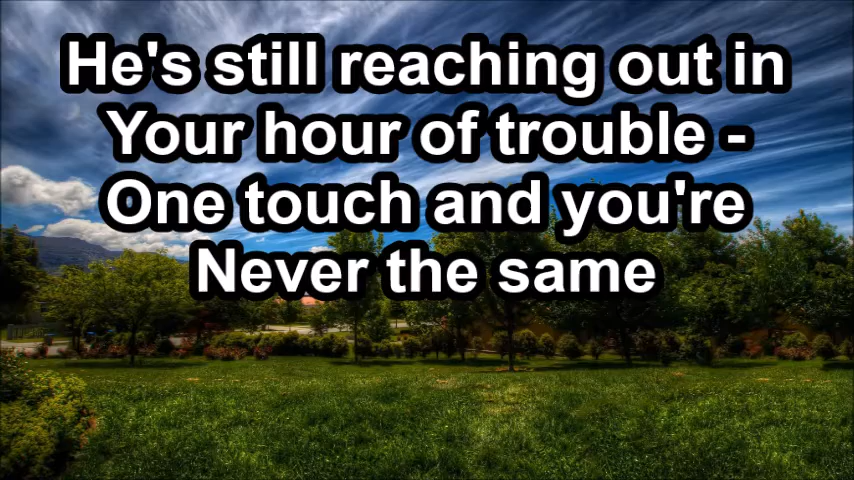 He's still reaching out in
Your hour of trouble -
One touch and you're
Never the same